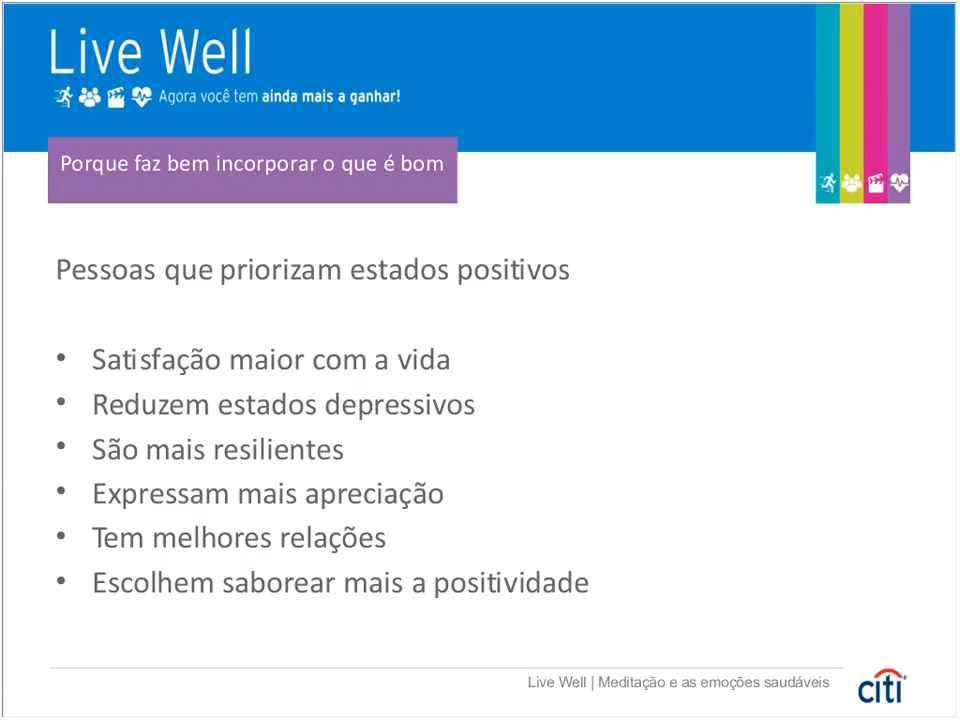 Live Well
Agora você tem ainda mais a ganhar!
Porque faz bem incorporar o que é bom
Pessoas que priorizam estados positivos
• Satisfação maior com a vida
• Reduzem estados depressivos
• São mais resilientes
• Expressam mais apreciação
• Tem melhores relações
• Escolhem saborear mais a positividade
Live Well | Meditação e as emoções saudáveis
citi